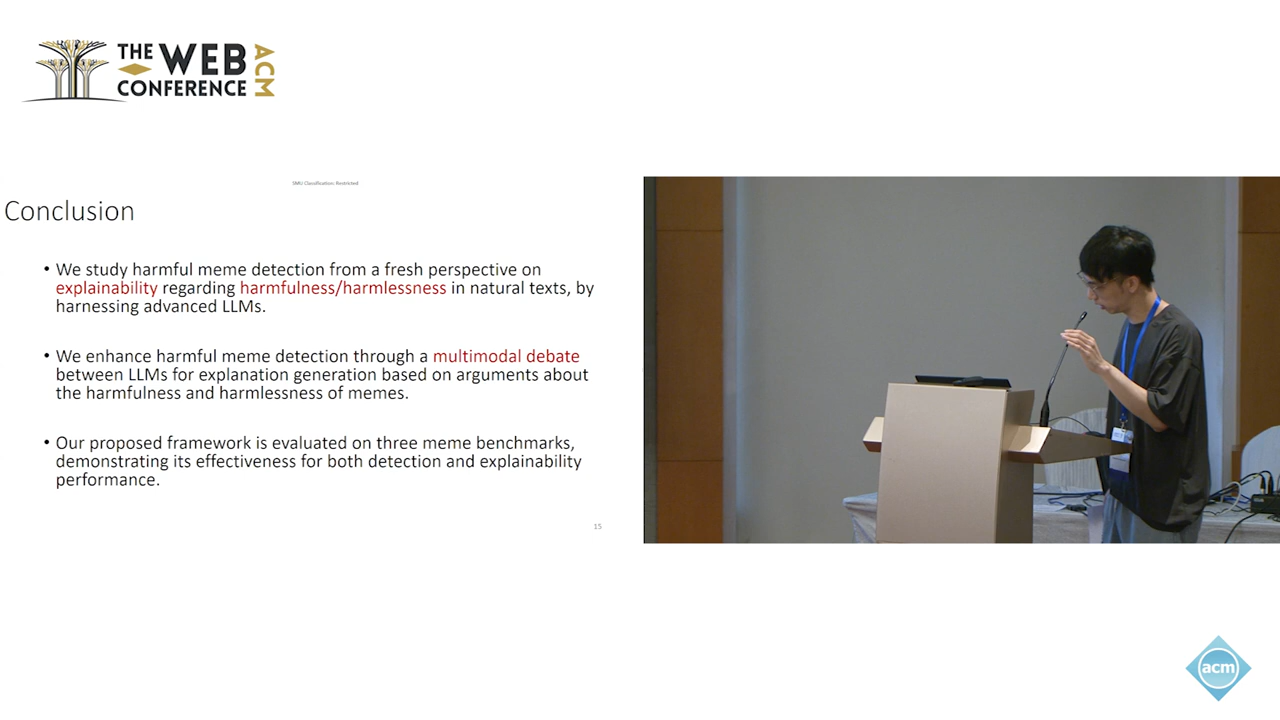 THE WEB
CONFERENCE
ACM
SMU Classification: Restricted
Conclusion
• We study harmful meme detection from a fresh perspective on
explainability regarding harmfulness/harmlessness in natural texts, by
harnessing advanced LLMs.
• We enhance harmful meme detection through a multimodal debate
between LLMs for explanation generation based on arguments about
the harmfulness and harmlessness of memes.
• Our proposed framework is evaluated on three meme benchmarks,
demonstrating its effectiveness for both detection and explainability
performance.
15
acm